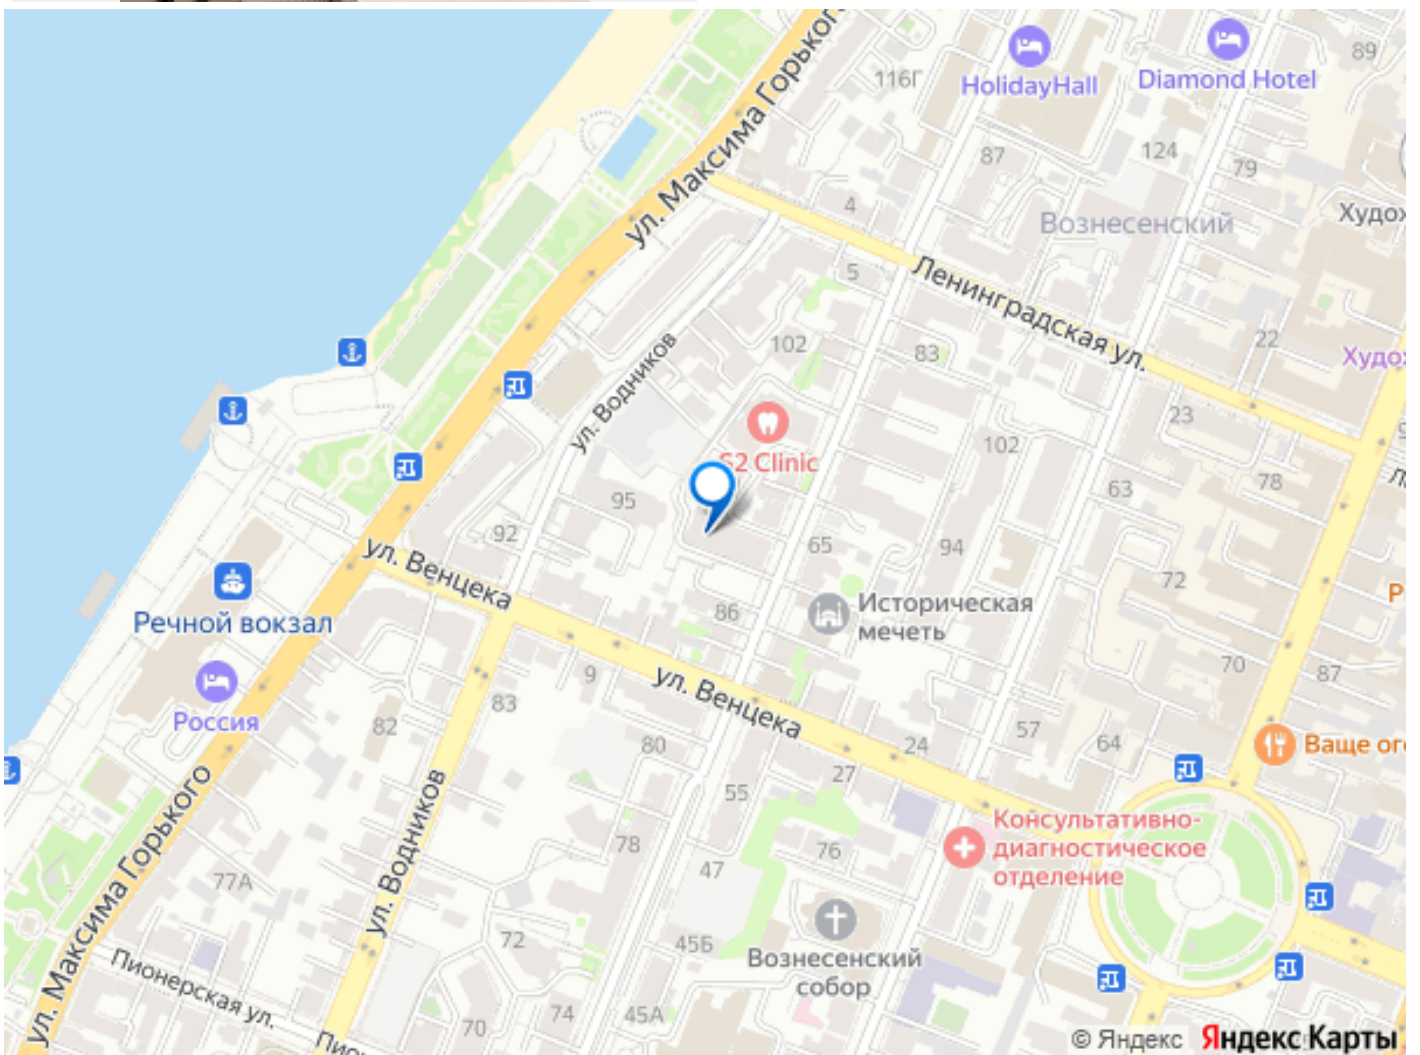 116Г
HolidayHall
Diamond Hotel
89
ул. Максима Горького
87
124
79
4
Вознесенский
5
Ленинградская ул.
22
102
83
ул. Водников
23
S2 Clinic
102
78
63
95
92
65
94
ул. Венцека
72
Речной вокзал
86
Историческая
мечеть
70
87
9
ул. Венцека
Россия
83
82
57
64
24
80
27
Ваще
55
ул. Максима Горького
ул. Водников
Консультативно-
диагностическое
отделение
78
76
47
77А
72
45Б
Вознесенский
собор
Пионерская ул.
70
74
45А
© Яндекс Яндекс Карты